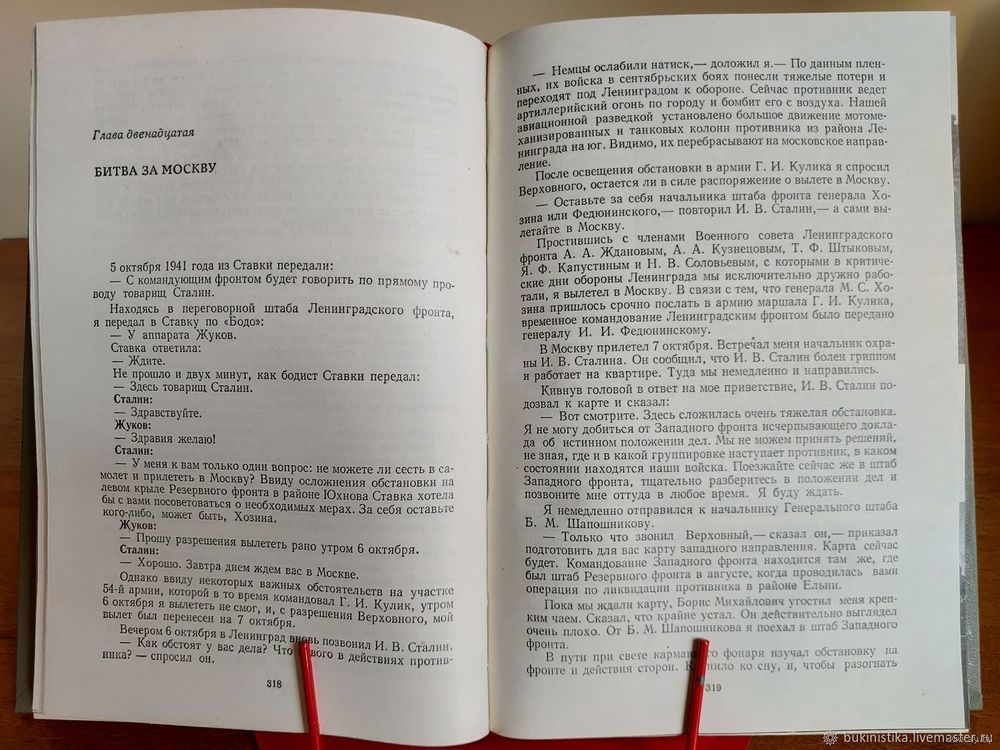 Глава двенадцатая
БИТВА ЗА МОСКВУ
5 октября 1941 года из Ставки передали:
— С командующим фронтом будет говорить по прямому про-
воду товарищ Сталин.
Находясь в переговорной штаба Ленинградского фронта,
я передал в Ставку по «Бодо»:
— У аппарата Жуков.
Ставка ответила:
— Ждите.
Не прошло и двух минут, как бодист Ставки передал:
— Здесь товарищ Сталин.
Сталин:
— Здравствуйте.
Жуков:
— Здравия желаю!
Сталин:
— У меня к вам только один вопрос: не можете ли сесть в са-
молет и прилететь в Москву? Ввиду осложнения обстановки на
левом крыле Резервного фронта в районе Юхнова Ставка хотела
бы с вами посоветоваться о необходимых мерах. За себя оставьте
кого-либо, может быть, Хозина.
Жуков:
— Прошу разрешения вылететь рано утром 6 октября.
Сталин:
— Хорошо. Завтра днем ждем вас в Москве.
Однако ввиду некоторых важных обстоятельств на участке
54-й армии, которой в то время командовал Г. И. Кулик, утром
6 октября я вылететь не смог, и, с разрешения Верховного, мой
вылет был перенесен на 7 октября.
Вечером 6 октября в Ленинград вновь позвонил И. В. Сталин.
— Как обстоят у вас дела? Что нового в действиях против-
ника? — спросил он.
318
— Немцы ослабили натиск,— доложил я.— По данным плен-
ных, их войска в сентябрьских боях понесли тяжелые потери и
переходят под Ленинградом к обороне. Сейчас противник ведет
артиллерийский огонь по городу и бомбит его с воздуха. Нашей
авиационной разведкой установлено большое движение мотоме-
ханизированных и танковых колонн противника из района Ле-
нинграда на юг. Видимо, их перебрасывают на московское направ-
ление.
После освещения обстановки в армии Г. И. Кулика я спросил
Верховного, остается ли в силе распоряжение о вылете в Москву.
— Оставьте за себя начальника штаба фронта генерала Хо-
зина или Федюнинского,— повторил И. В. Сталин,— а сами вы-
летайте в Москву.
Простившись с членами Военного совета Ленинградского
фронта А. А. Ждановым, А. А. Кузнецовым, Т. Ф. Штыковым,
Я. Ф. Капустиным и Н. В. Соловьевым, с которыми в критичес-
кие дни обороны Ленинграда мы исключительно дружно рабо-
тали, я вылетел в Москву. В связи с тем, что генерала М. С. Хо-
зина пришлось срочно послать в армию маршала Г. И. Кулика,
временное командование Ленинградским фронтом было передано
генералу И. И. Федюнинскому.
В Москву прилетел 7 октября. Встречал меня начальник охра-
ны И. В. Сталина. Он сообщил, что И. В. Сталин болен гриппом
и работает на квартире. Туда мы немедленно и направились.
Кивнув головой в ответ на мое приветствие, И. В. Сталин по-
дозвал к карте и сказал:
— Вот смотрите. Здесь сложилась очень тяжелая обстановка.
Я не могу добиться от Западного фронта исчерпывающего докла-
да об истинном положении дел. Мы не можем принять решений,
не зная, где и в какой группировке наступает противник, в каком
состоянии находятся наши войска. Поезжайте сейчас же в штаб
Западного фронта, тщательно разберитесь в положении дел и
позвоните мне оттуда в любое время. Я буду ждать.
Я немедленно отправился к начальнику Генерального штаба
Б. М. Шапошникову.
— Только что звонил Верховный,— сказал он,— приказал
подготовить для вас карту западного направления. Карта сейчас
будет. Командование Западного фронта находится там же, где
был штаб Резервного фронта в августе, когда проводилась вами
операция по ликвидации противника в районе Ельни.
Пока мы ждали карту, Борис Михайлович угостил меня креп-
ким чаем. Сказал, что крайне устал. Он действительно выглядел
очень плохо. От Б. М. Шапошникова я поехал в штаб Западного
фронта.
В пути при свете карманного фонаря изучал обстановку на
фронте и действия сторон. Клонило ко сну, и, чтобы разогнать
319
bukinistika.livemaster.ru